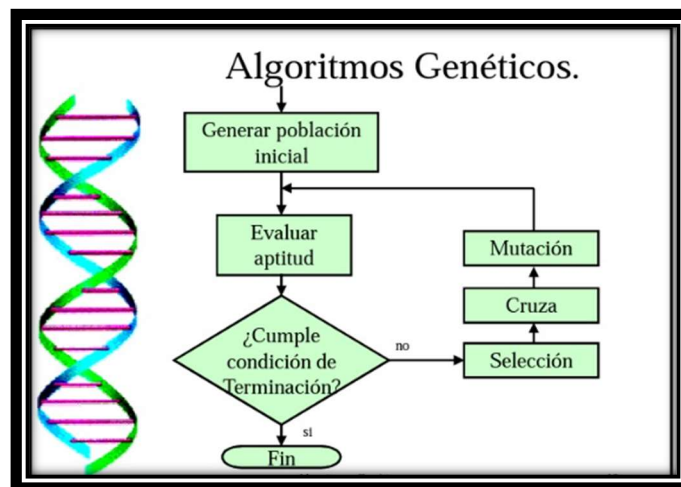 Algoritmos Genéticos.
Generar población
inicial
Evaluar
aptitud
¿Cumple
condición de
Terminación?
no
si
Fin
Selección
Cruza
Mutación